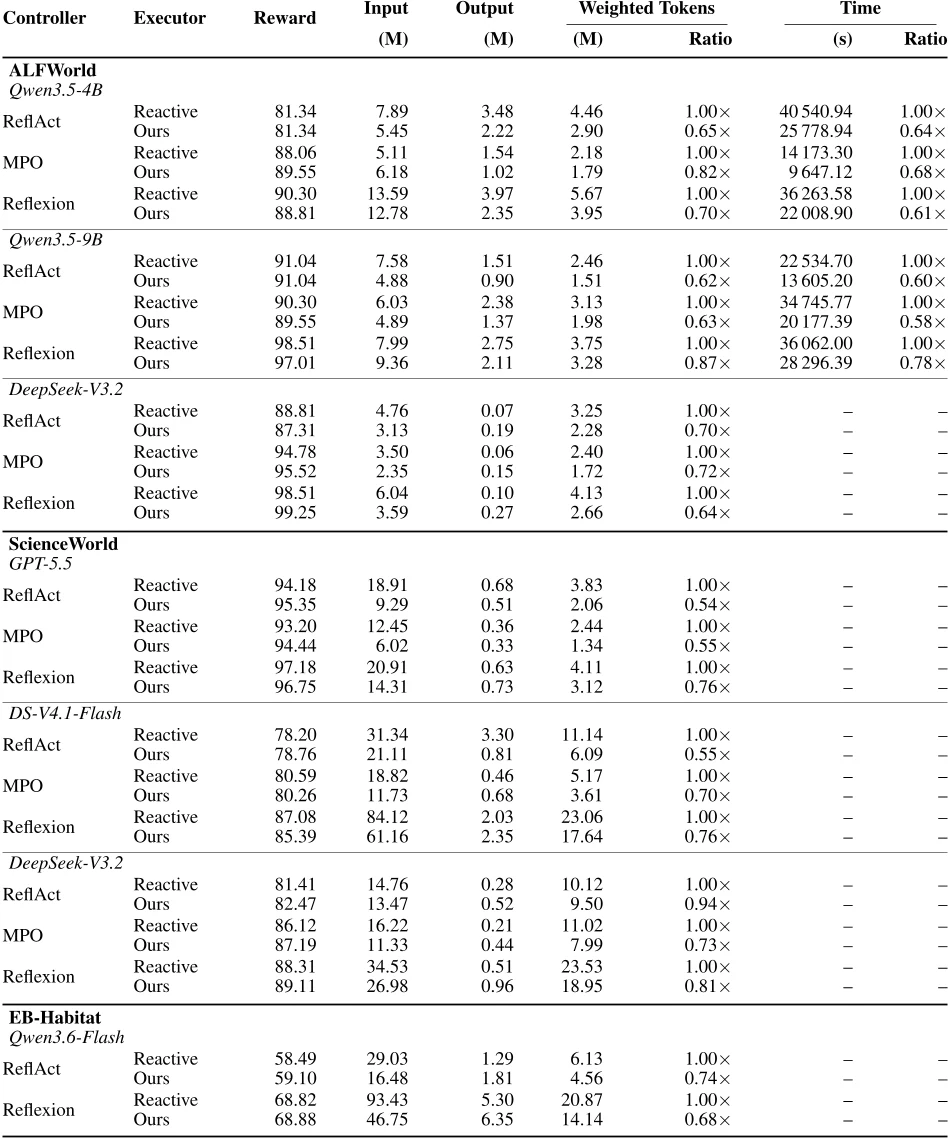 Controller Executor Reward Input Output Weighted Tokens Time
(M) (M) (M) Ratio (s) Ratio
ALFWorld
Qwen3.5-4B
ReflAct Reactive 81.34 7.89 3.48 4.46 1.00× 40 540.94 1.00×
Ours 81.34 5.45 2.22 2.90 0.65× 25 778.94 0.64×
MPO Reactive 88.06 5.11 1.54 2.18 1.00× 14 173.30 1.00×
Ours 89.55 6.18 1.02 1.79 0.82× 9 647.12 0.68×
Reflexion Reactive 90.30 13.59 3.97 5.67 1.00× 36 263.58 1.00×
Ours 88.81 12.78 2.35 3.95 0.70× 22 008.90 0.61×
Qwen3.5-9B
ReflAct Reactive 91.04 7.58 1.51 2.46 1.00× 22 534.70 1.00×
Ours 91.04 4.88 0.90 1.51 0.62× 13 605.20 0.60×
MPO Reactive 90.30 6.03 2.38 3.13 1.00× 34 745.77 1.00×
Ours 89.55 4.89 1.37 1.98 0.63× 20 177.39 0.58×
Reflexion Reactive 98.51 7.99 2.75 3.75 1.00× 36 062.00 1.00×
Ours 97.01 9.36 2.11 3.28 0.87× 28 296.39 0.78×
DeepSeek-V3.2
ReflAct Reactive 88.81 4.76 0.07 3.25 1.00× – –
Ours 87.31 3.13 0.19 2.28 0.70× – –
MPO Reactive 94.78 3.50 0.06 2.40 1.00× – –
Ours 95.52 2.35 0.15 1.72 0.72× – –
Reflexion Reactive 98.51 6.04 0.10 4.13 1.00× – –
Ours 99.25 3.59 0.27 2.66 0.64× – –
ScienceWorld
GPT-5.5
ReflAct Reactive 94.18 18.91 0.68 3.83 1.00× – –
Ours 95.35 9.29 0.51 2.06 0.54× – –
MPO Reactive 93.20 12.45 0.36 2.44 1.00× – –
Ours 94.44 6.02 0.33 1.34 0.55× – –
Reflexion Reactive 97.18 20.91 0.63 4.11 1.00× – –
Ours 96.75 14.31 0.73 3.12 0.76× – –
DS-V4.1-Flash
ReflAct Reactive 78.20 31.34 3.30 11.14 1.00× – –
Ours 78.76 21.11 0.81 6.09 0.55× – –
MPO Reactive 80.59 18.82 0.46 5.17 1.00× – –
Ours 80.26 11.73 0.68 3.61 0.70× – –
Reflexion Reactive 87.08 84.12 2.03 23.06 1.00× – –
Ours 85.39 61.16 2.35 17.64 0.76× – –
DeepSeek-V3.2
ReflAct Reactive 81.41 14.76 0.28 10.12 1.00× – –
Ours 82.47 13.47 0.52 9.50 0.94× – –
MPO Reactive 86.12 16.22 0.21 11.02 1.00× – –
Ours 87.19 11.33 0.44 7.99 0.73× – –
Reflexion Reactive 88.31 34.53 0.51 23.53 1.00× – –
Ours 89.11 26.98 0.96 18.95 0.81× – –
EB-Habitat
Qwen3.6-Flash
ReflAct Reactive 58.49 29.03 1.29 6.13 1.00× – –
Ours 59.10 16.48 1.81 4.56 0.74× – –
Reflexion Reactive 68.82 93.43 5.30 20.87 1.00× – –
Ours 68.88 46.75 6.35 14.14 0.68× – –